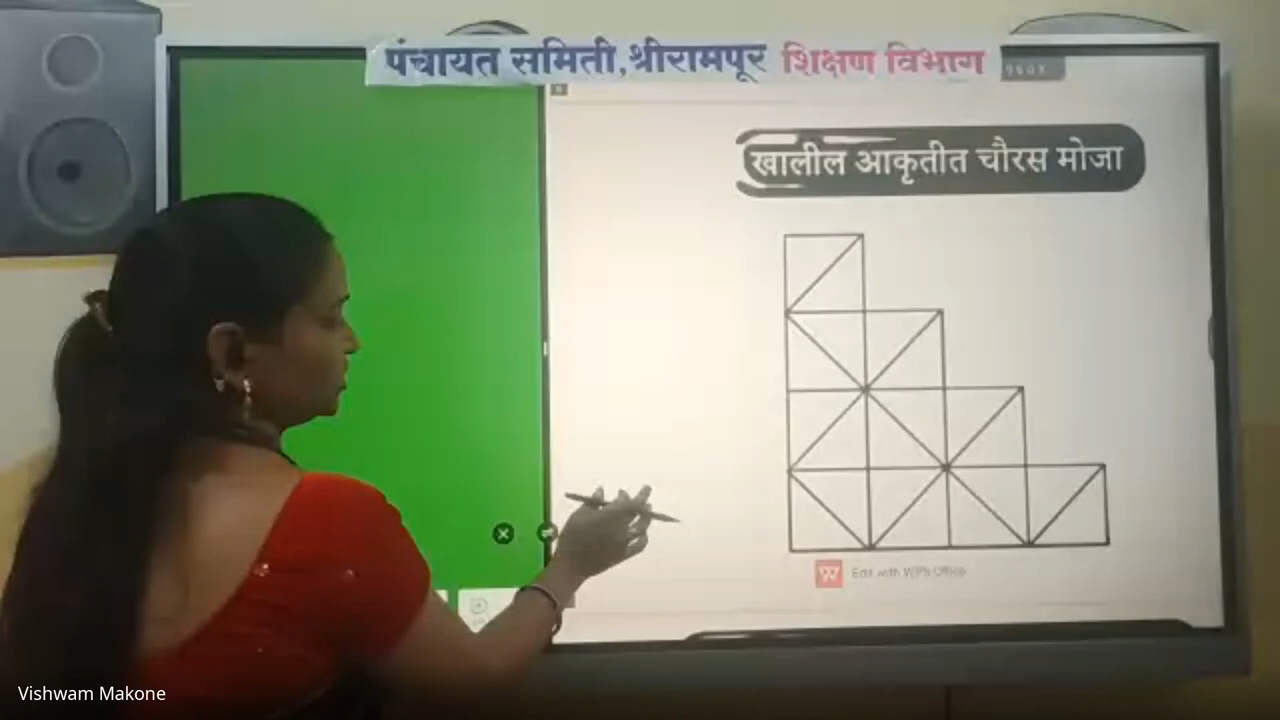 पंचायत समिती,श्रीरामपूर शिक्षण विभाग
खालील आकृतीत चौरस मोजा
Edit with WPS Office
Vishwam Makone